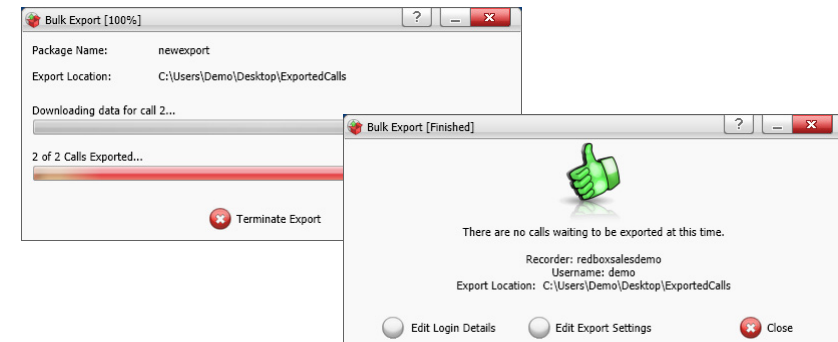 Bulk Export [100%]
?
Package Name: newexport
Export Location: C:\Users\Demo\Desktop\ExportedCalls
Downloading data for call 2...
2 of 2 Calls Exported...
Terminate Export
Bulk Export [Finished]
?
There are no calls waiting to be exported at this time.
Recorder: redboxsalesdemo
Username: demo
Export Location: C:\Users\Demo\Desktop\ExportedCalls
Edit Login Details Edit Export Settings Close